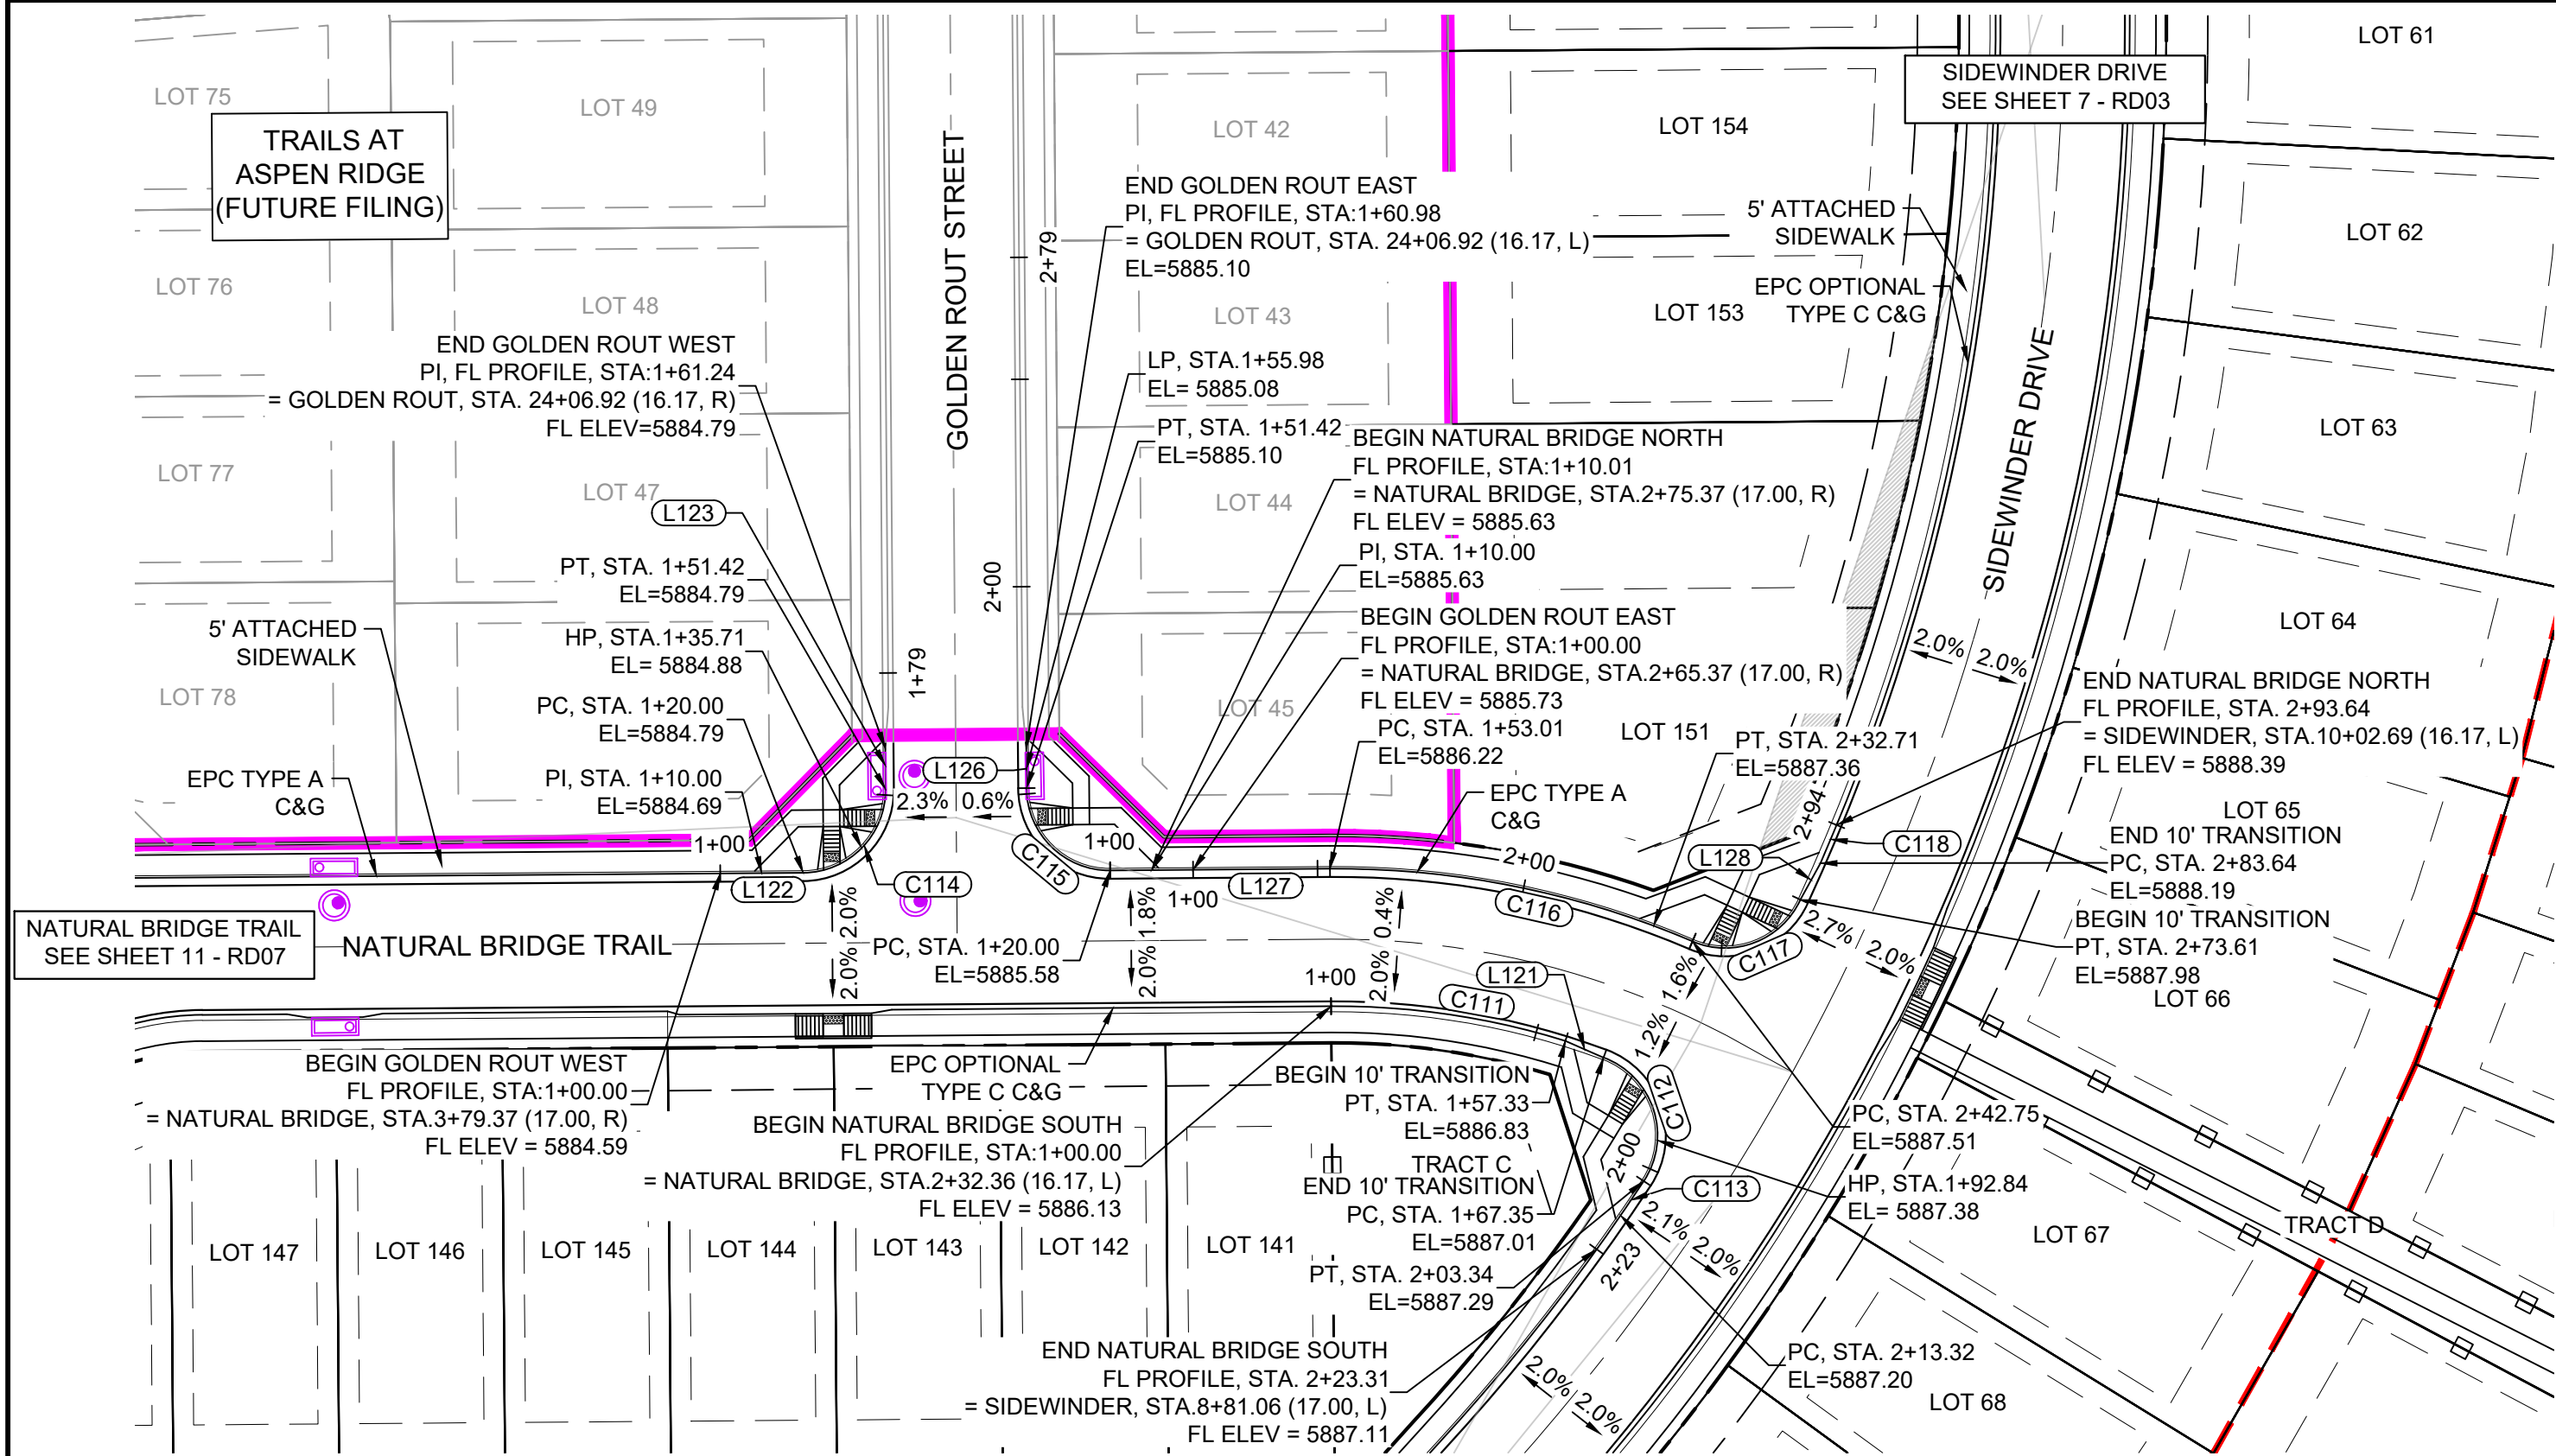 LOT 75
TRAILS AT
ASPEN RIDGE
(FUTURE FILING)
LOT 49
LOT 76
LOT 48
LOT 77
LOT 47
LOT 78
GOLDEN ROUT STREET
LOT 42
LOT 43
LOT 44
LOT 45
LOT 154
LOT 153
LOT 151
SIDEWINDER DRIVE
SEE SHEET 7 - RD03
LOT 61
LOT 62
LOT 63
LOT 64
LOT 65
LOT 66
LOT 67
LOT 68
TRACT D
SIDEWINDER DRIVE
5' ATTACHED
SIDEWALK
EPC OPTIONAL
TYPE C C&G
END GOLDEN ROUT EAST
PI, FL PROFILE, STA:1+60.98
= GOLDEN ROUT, STA. 24+06.92 (16.17, L)
EL=5885.10
2+79
LP, STA.1+55.98
EL= 5885.08
PT, STA. 1+51.42
EL=5885.10
BEGIN NATURAL BRIDGE NORTH
FL PROFILE, STA:1+10.01
= NATURAL BRIDGE, STA.2+75.37 (17.00, R)
FL ELEV = 5885.63
PI, STA. 1+10.00
EL=5885.63
BEGIN GOLDEN ROUT EAST
FL PROFILE, STA:1+00.00
= NATURAL BRIDGE, STA.2+65.37 (17.00, R)
FL ELEV = 5885.73
PC, STA. 1+53.01
EL=5886.22
EPC TYPE A
C&G
PT, STA. 2+32.71
EL=5887.36
END GOLDEN ROUT WEST
PI, FL PROFILE, STA:1+61.24
= GOLDEN ROUT, STA. 24+06.92 (16.17, R)
FL ELEV=5884.79
L123
PT, STA. 1+51.42
EL=5884.79
5' ATTACHED
SIDEWALK
HP, STA.1+35.71
EL= 5884.88
PC, STA. 1+20.00
EL=5884.79
EPC TYPE A
C&G
PI, STA. 1+10.00
EL=5884.69
2+00
1+79
L126
2.3%
0.6%
1+00
L122
C114
C115
1+00
1+00
L127
2+00
C116
L128
C118
C117
2+94
2.0%
2.0%
END NATURAL BRIDGE NORTH
FL PROFILE, STA. 2+93.64
= SIDEWINDER, STA.10+02.69 (16.17, L)
FL ELEV = 5888.39
END 10' TRANSITION
PC, STA. 2+83.64
EL=5888.19
BEGIN 10' TRANSITION
PT, STA. 2+73.61
EL=5887.98
2.7%
2.0%
NATURAL BRIDGE TRAIL
SEE SHEET 11 - RD07
NATURAL BRIDGE TRAIL
2.0% 2.0%
PC, STA. 1+20.00
EL=5885.58
2.0% 1.8%
2.0% 0.4%
1+00
L121
C111
1.2% 1.6%
C112
BEGIN GOLDEN ROUT WEST
FL PROFILE, STA:1+00.00
= NATURAL BRIDGE, STA.3+79.37 (17.00, R)
FL ELEV = 5884.59
EPC OPTIONAL
TYPE C C&G
BEGIN NATURAL BRIDGE SOUTH
FL PROFILE, STA:1+00.00
= NATURAL BRIDGE, STA.2+32.36 (16.17, L)
FL ELEV = 5886.13
BEGIN 10' TRANSITION
PT, STA. 1+57.33
EL=5886.83
TRACT C
END 10' TRANSITION
PC, STA. 1+67.35
EL=5887.01
PT, STA. 2+03.34
EL=5887.29
2+00
C113
2.1%
2.0%
2+23
PC, STA. 2+42.75
EL=5887.51
HP, STA.1+92.84
EL= 5887.38
PC, STA. 2+13.32
EL=5887.20
LOT 147
LOT 146
LOT 145
LOT 144
LOT 143
LOT 142
LOT 141
END NATURAL BRIDGE SOUTH
FL PROFILE, STA. 2+23.31
= SIDEWINDER, STA.8+81.06 (17.00, L)
FL ELEV = 5887.11
2.0%
2.0%